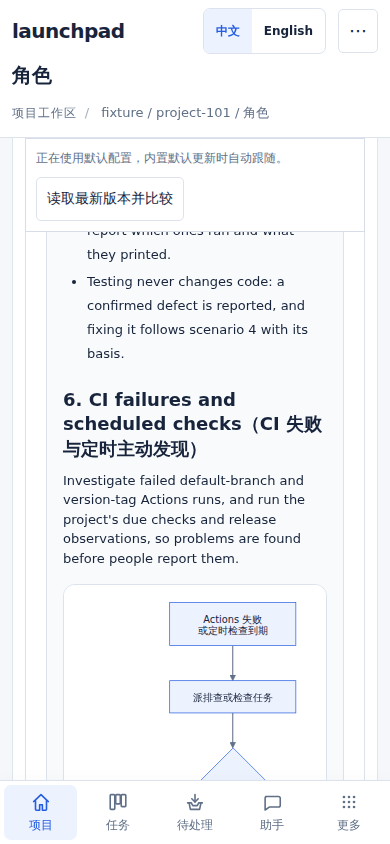 launchpad
中文
English
角色
项目工作区 / fixture / project-101 / 角色
正在使用默认配置，内置默认更新时自动跟随。
读取最新版本并比较
report which ones ran and what
they printed.
• Testing never changes code: a
confirmed defect is reported, and
fixing it follows scenario 4 with its
basis.
6. CI failures and
scheduled checks（CI 失败
与定时主动发现）
Investigate failed default-branch and
version-tag Actions runs, and run the
project's due checks and release
observations, so problems are found
before people report them.
Actions 失败
或定时检查到期
派排查或检查任务
项目
任务
待处理
助手
更多